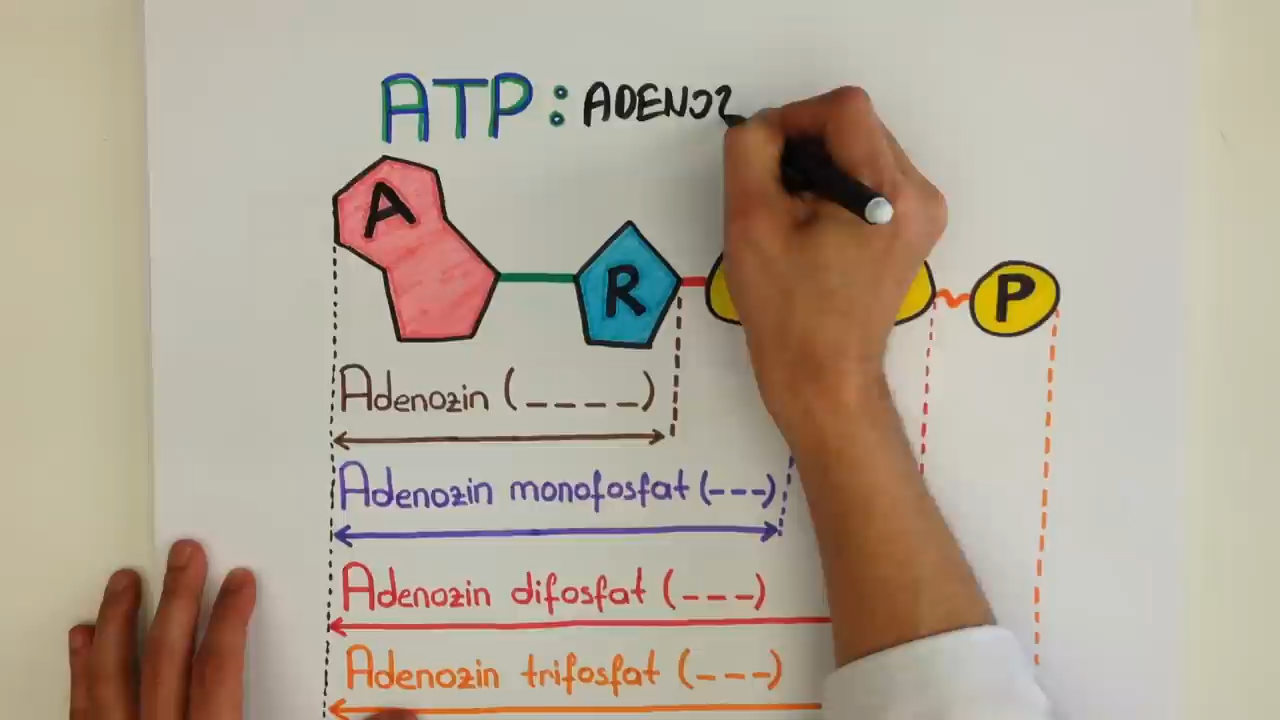 ATP : ADENOZ
A
R
P
Adenozin (----)
Adenozin monofosfat (---)
Adenozin difosfat (---)
Adenozin trifosfat (---)